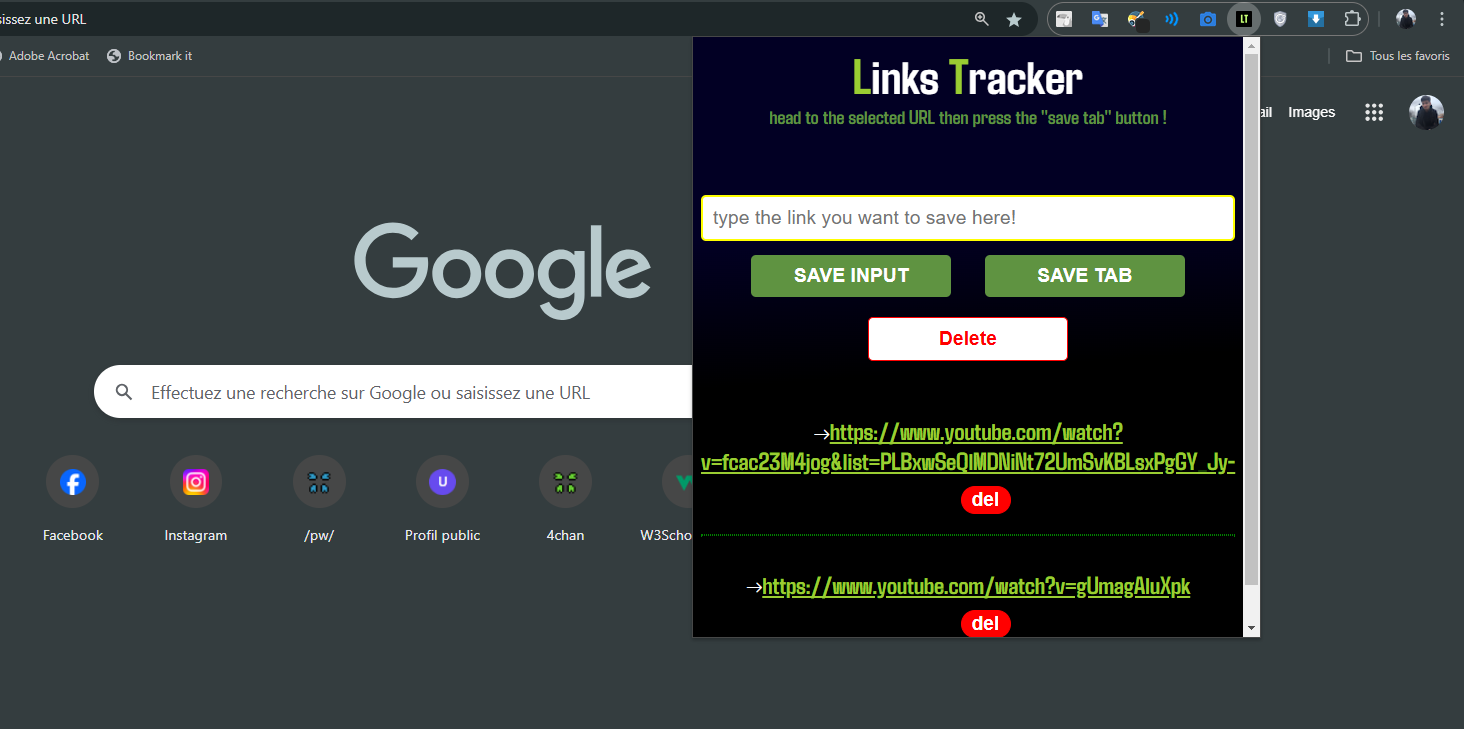 sissez une URL
LT
Adobe Acrobat
Bookmark it
Tous les favoris
ail
Images
Links Tracker
head to the selected URL then press the "save tab" button !
type the link you want to save here!
SAVE INPUT
SAVE TAB
Delete
Google
Effectuez une recherche sur Google ou saisissez une URL
→https://www.youtube.com/watch?
v=fcac23M4jog&list=PLBxwSeQlMDNiNt72UmSvKBLsxPgGY_Jy-
del
→https://www.youtube.com/watch?v=gUmagAluXpk
del
U
Facebook
Instagram
/pw/
Profil public
4chan
W3Scho